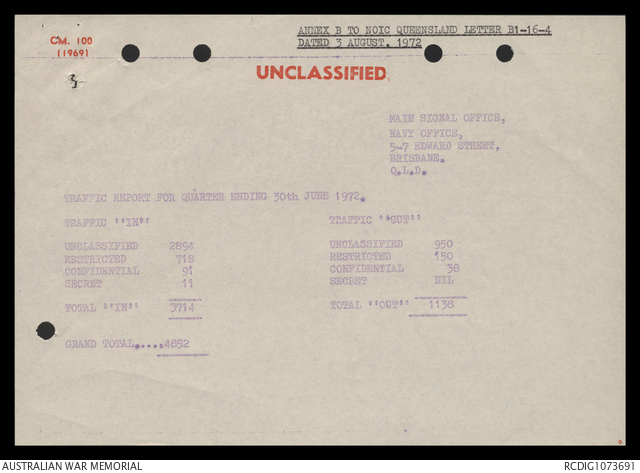 C.M. 100
(1969)
ANNEX B TO NOIC QUEENSLAND LETTER B1-16-4
DATED 3 AUGUST, 1972
UNCLASSIFIED
3
MAIN SIGNAL OFFICE,
NAVY OFFICE,
5-7 EDWARD STREET,
BRISBANE.
Q.L.D.
TRAFFIC REPORT FOR QUARTER ENDING 30th JUNE 1972.
TRAFFIC "IN"
UNCLASSIFIED 2894
RESTRICTED 718
CONFIDENTIAL 91
SECRET 11
TOTAL "IN" 3714
GRAND TOTAL.....4852
TRAFFIC "OUT"
UNCLASSIFIED 950
RESTRICTED 150
CONFIDENTIAL 38
SECRET NIL
TOTAL "OUT" 1138
AUSTRALIAN WAR MEMORIAL
RCDIG1073691